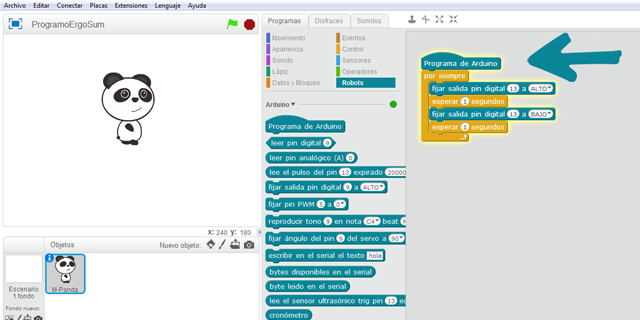 Archivo Editar Conectar Placas Extensiones Lenguaje Ayuda
ProgramoErgoSum
X: 240 y: 180
Objetos
Nuevo objeto:
Escenario
1 fondo
Fondo nuevo:
M-Panda
Programas
Disfraces
Sonidos
Movimiento
Eventos
Apariencia
Control
Sonido
Sensores
Lápiz
Operadores
Datos y Bloques
Robots
Arduino
Programa de Arduino
leer pin digital 9
leer pin analógico (A) 0
lee el pulso del pin 13 expirado 20000
fijar salida pin digital 9 a ALTO
fijar pin PWM 5 a 0
reproducir tono 9 en nota C4 beat
fijar ángulo del pin 9 del servo a 90
escribir en el serial el texto hola
bytes disponibles en el serial
byte leido en el serial
lee el sensor ultrasónico trig pin 13
cronómetro
Programa de Arduino
por siempre
fijar salida pin digital 13 a ALTO
esperar 1 segundos
fijar salida pin digital 13 a BAJO
esperar 1 segundos